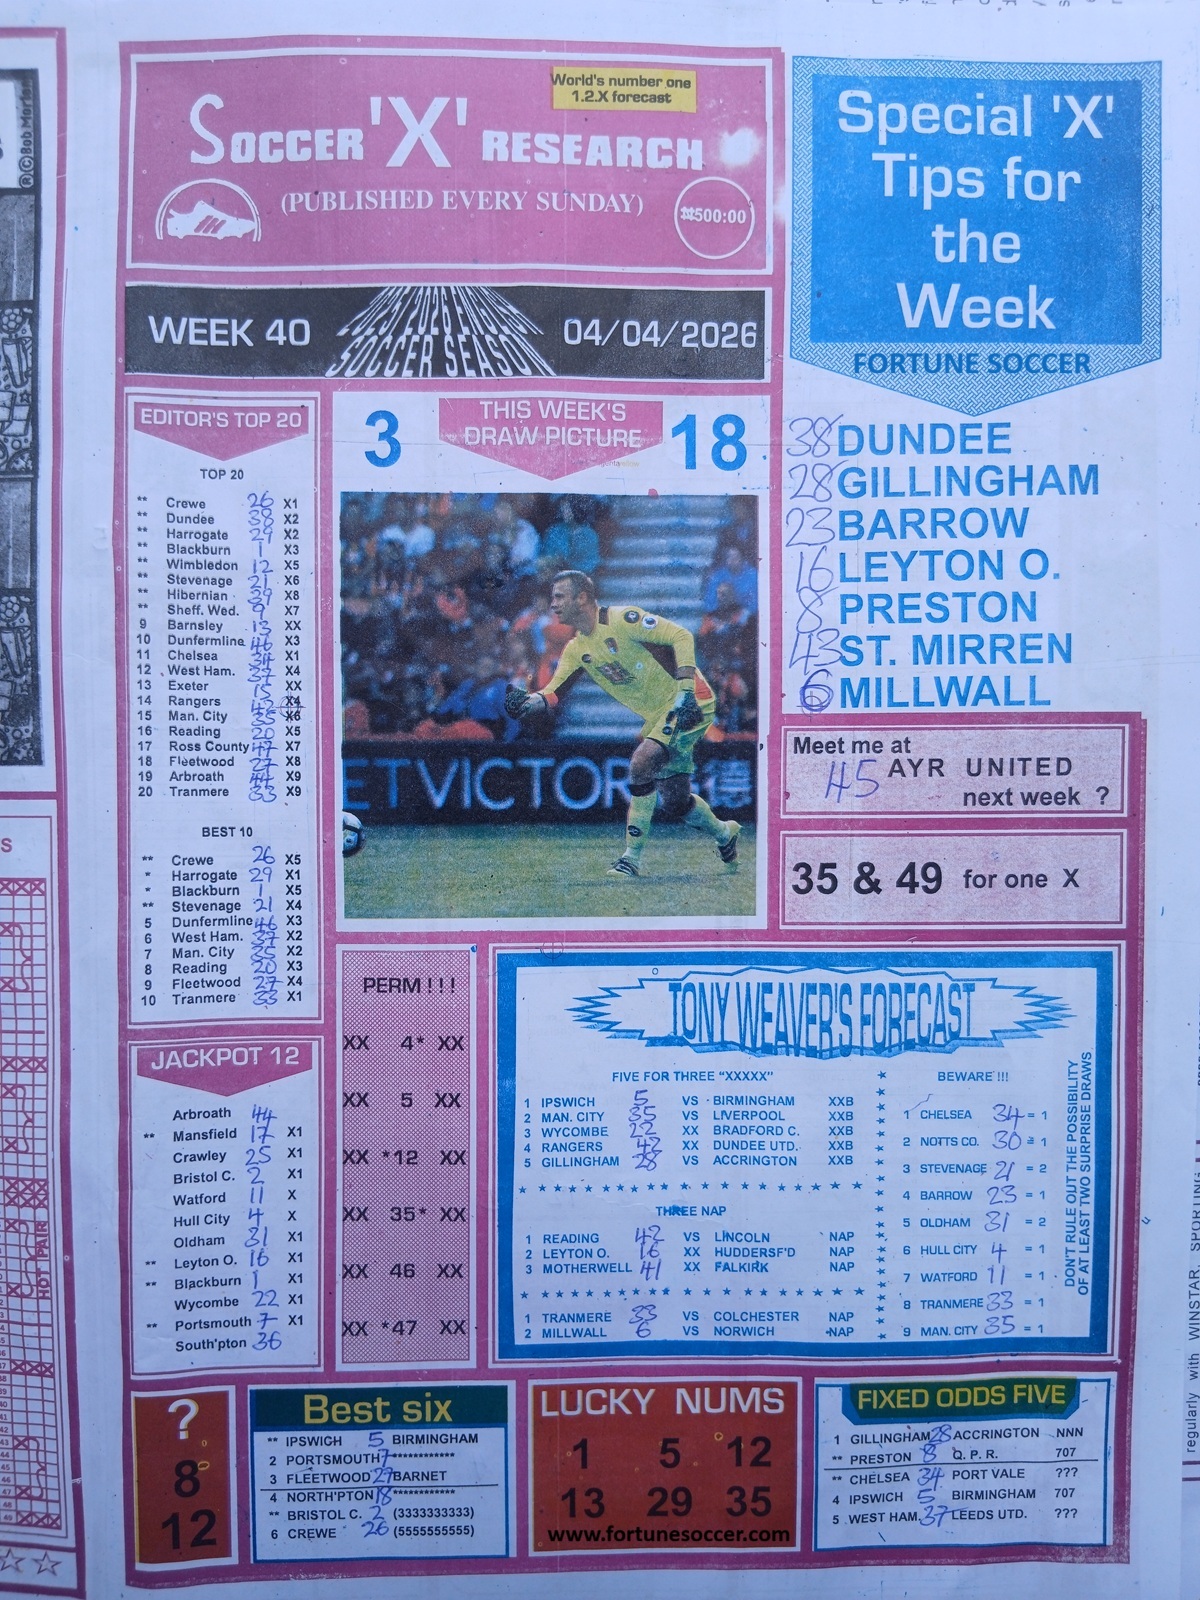 World's number one
1.2.X forecast
SOCCER 'X' RESEARCH
(PUBLISHED EVERY SUNDAY)
₦500:00
WEEK 40
2025/2026 ENGLISH
SOCCER SEASON
04/04/2026
Special 'X'
Tips for
the
Week
FORTUNE SOCCER
38 DUNDEE
28 GILLINGHAM
23 BARROW
16 LEYTON O.
8 PRESTON
43 ST. MIRREN
6 MILLWALL
Meet me at
45 AYR UNITED
next week ?
35 & 49 for one X
EDITOR'S TOP 20
TOP 20
** Crewe 26 X1
** Dundee 38 X2
** Harrogate 29 X2
** Blackburn 1 X3
** Wimbledon 12 X5
** Stevenage 21 X6
** Hibernian 39 X8
** Sheff. Wed. 9 X7
9 Barnsley 13 XX
10 Dunfermline 46 X3
11 Chelsea 34 X1
12 West Ham. 37 X4
13 Exeter 15 XX
14 Rangers 42 X4
15 Man. City 35 X6
16 Reading 20 X5
17 Ross County 47 X7
18 Fleetwood 27 X8
19 Arbroath 44 X9
20 Tranmere 33 X9
BEST 10
** Crewe 26 X5
* Harrogate 29 X1
* Blackburn 1 X5
** Stevenage 21 X4
5 Dunfermline 46 X3
6 West Ham. 37 X2
7 Man. City 35 X2
8 Reading 20 X3
9 Fleetwood 27 X4
10 Tranmere 33 X1
3
THIS WEEK'S
DRAW PICTURE
18
ETVICTOR
JACKPOT 12
Arbroath 44
** Mansfield 17 X1
Crawley 25 X1
Bristol C. 2 X1
Watford 11 X
Hull City 4 X
Oldham 31 X1
** Leyton O. 16 X1
** Blackburn 1 X1
Wycombe 22 X1
** Portsmouth 7 X1
South'pton 36
PERM ! ! !
XX 4* XX
XX 5 XX
XX *12 XX
XX 35* XX
XX 46 XX
XX *47 XX
TONY WEAVER'S FORECAST
FIVE FOR THREE "XXXXX"
1 IPSWICH 5 VS BIRMINGHAM XXB
2 MAN. CITY 35 VS LIVERPOOL XXB
3 WYCOMBE 22 XX BRADFORD C. XXB
4 RANGERS 42 XX DUNDEE UTD. XXB
5 GILLINGHAM 28 VS ACCRINGTON XXB
THREE NAP
1 READING 42 VS LINCOLN NAP
2 LEYTON O. 16 XX HUDDERSF'D NAP
3 MOTHERWELL 41 XX FALKIRK NAP
1 TRANMERE 33 VS COLCHESTER NAP
2 MILLWALL 6 VS NORWICH NAP
BEWARE !!!
1 CHELSEA 34 = 1
2 NOTTS CO. 30 = 1
3 STEVENAGE 21 = 2
4 BARROW 23 = 1
5 OLDHAM 31 = 2
6 HULL CITY 4 = 1
7 WATFORD 11 = 1
8 TRANMERE 33 = 1
9 MAN. CITY 35 = 1
DON'T RULE OUT THE POSSIBILITY
OF AT LEAST TWO SURPRISE DRAWS
?
8
12
Best six
** IPSWICH 5 BIRMINGHAM
2 PORTSMOUTH 7 ************
3 FLEETWOOD 27 BARNET
4 NORTH'PTON 18 ************
** BRISTOL C. 2 (3333333333)
6 CREWE 26 (5555555555)
LUCKY NUMS
1 5 12
13 29 35
www.fortunesoccer.com
FIXED ODDS FIVE
1 GILLINGHAM 28 ACCRINGTON NNN
** PRESTON 8 Q. P. R. 707
** CHELSEA 34 PORT VALE ???
4 IPSWICH 5 BIRMINGHAM 707
5 WEST HAM. 37 LEEDS UTD. ???
HOT PAIR
regularly with WINSTAR, SPORTING